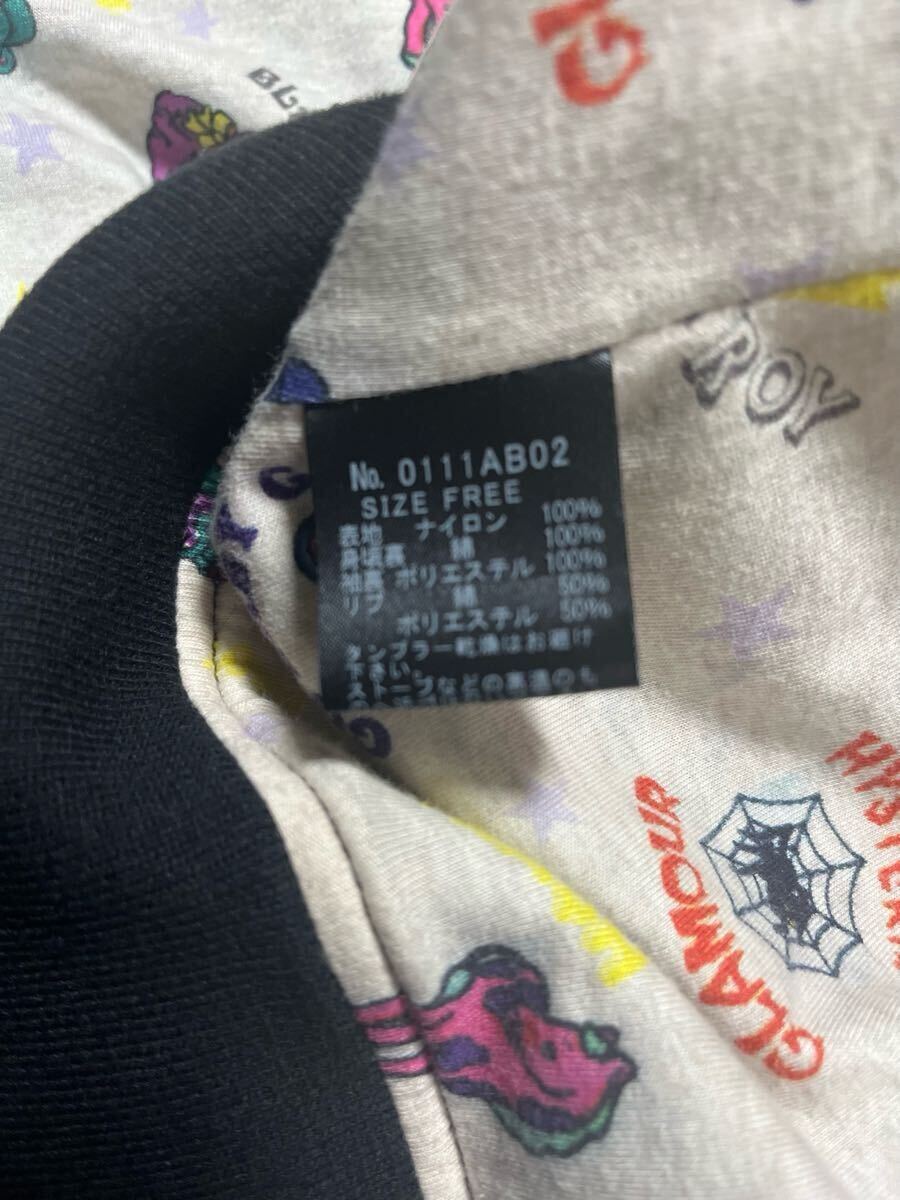 No. 0111AB02
SIZE FREE
表地 ナイロン 100%
身頃裏 綿 100%
袖裏 ポリエステル 100%
リブ 綿 50%
ポリエステル 50%
タンブラー乾燥はお避け
下さい。
ストーブなどの高温のも
ROY
GLAMOUR
HYSTERIC